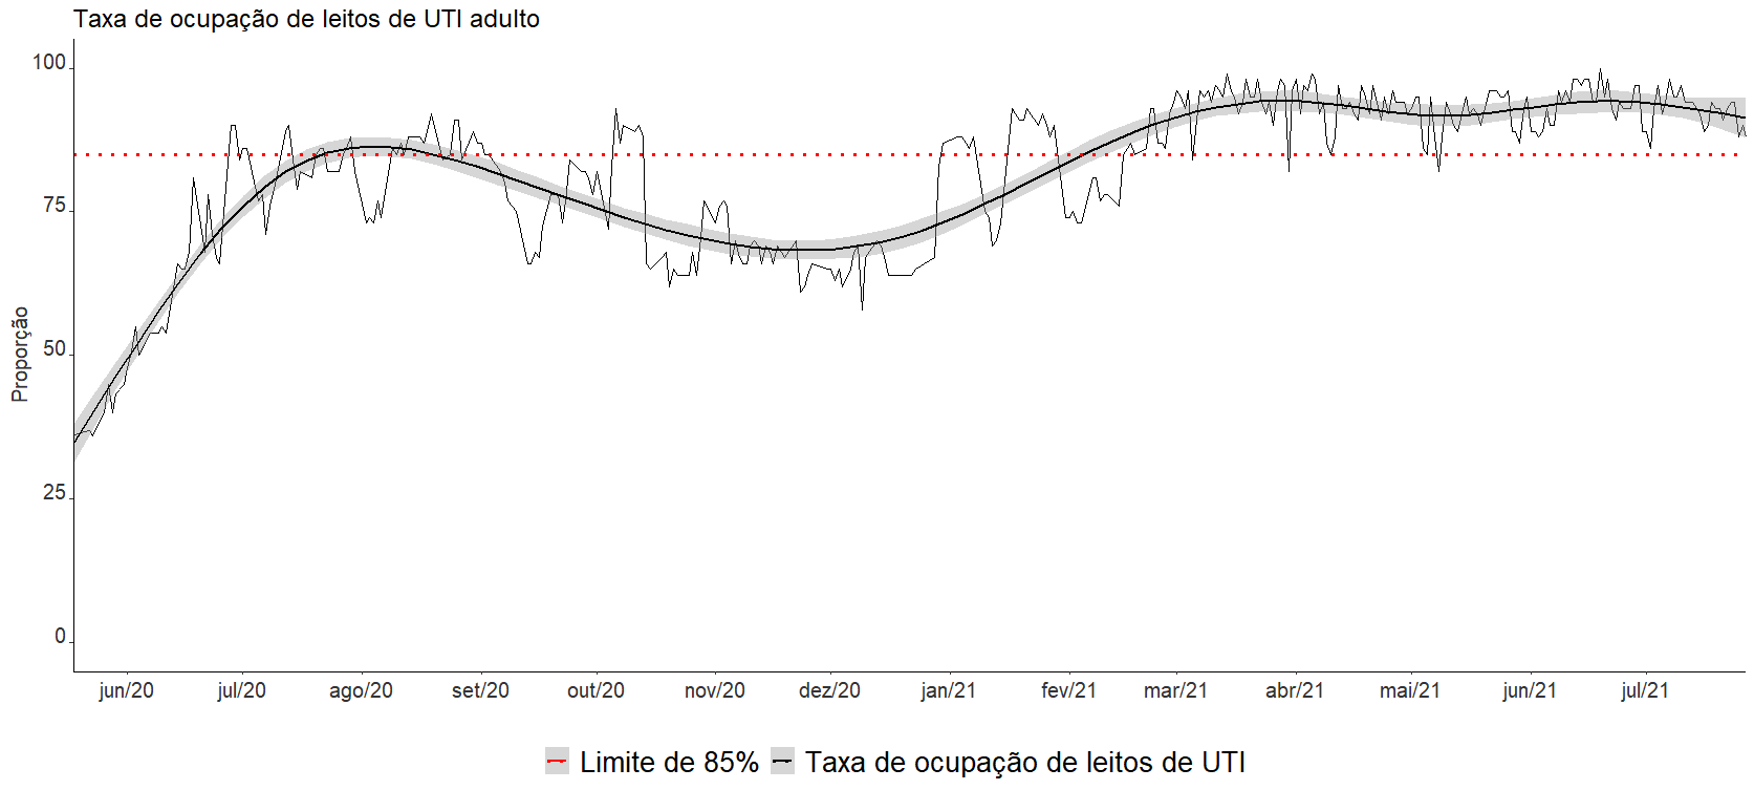 Taxa de ocupação de leitos de UTI adulto
100
75
50
25
0
Proporção
jun/20 jul/20 ago/20 set/20 out/20 nov/20 dez/20 jan/21 fev/21 mar/21 abr/21 mai/21 jun/21 jul/21
Limite de 85% Taxa de ocupação de leitos de UTI